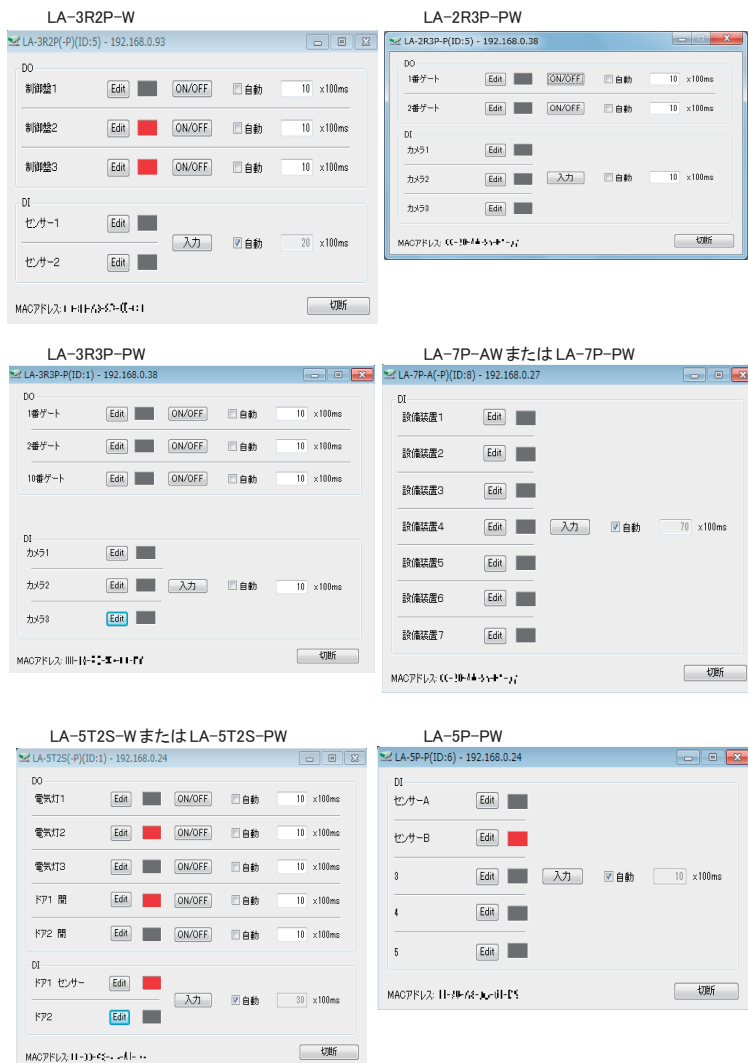 LA-3R2P-W
LA-3R2P(-P)(ID:5) - 192.168.0.93
DO
制御盤1 Edit ON/OFF 自動 10 x100ms
制御盤2 Edit ON/OFF 自動 10 x100ms
制御盤3 Edit ON/OFF 自動 10 x100ms
DI
センサー1 Edit
入力 自動 20 x100ms
センサー2 Edit
MACアドレス:
切断
LA-2R3P-PW
LA-2R3P-P(ID:5) - 192.168.0.38
DO
1番ゲート Edit ON/OFF 自動 10 x100ms
2番ゲート Edit ON/OFF 自動 10 x100ms
DI
カメラ1 Edit
カメラ2 Edit 入力 自動 10 x100ms
カメラ3 Edit
MACアドレス:
切断
LA-3R3P-PW
LA-3R3P-P(ID:1) - 192.168.0.38
DO
1番ゲート Edit ON/OFF 自動 10 x100ms
2番ゲート Edit ON/OFF 自動 10 x100ms
10番ゲート Edit ON/OFF 自動 10 x100ms
DI
カメラ1 Edit
カメラ2 Edit 入力 自動 10 x100ms
カメラ3 Edit
MACアドレス:
切断
LA-7P-AWまたはLA-7P-PW
LA-7P-A(-P)(ID:8) - 192.168.0.27
DI
設備装置1 Edit
設備装置2 Edit
設備装置3 Edit
設備装置4 Edit 入力 自動 70 x100ms
設備装置5 Edit
設備装置6 Edit
設備装置7 Edit
MACアドレス:
切断
LA-5T2S-WまたはLA-5T2S-PW
LA-5T2S(-P)(ID:1) - 192.168.0.24
DO
電気灯1 Edit ON/OFF 自動 10 x100ms
電気灯2 Edit ON/OFF 自動 10 x100ms
電気灯3 Edit ON/OFF 自動 10 x100ms
ドア1 開 Edit ON/OFF 自動 10 x100ms
ドア2 開 Edit ON/OFF 自動 10 x100ms
DI
ドア1 センサー Edit
入力 自動 30 x100ms
ドア2 Edit
MACアドレス:
切断
LA-5P-PW
LA-5P-P(ID:6) - 192.168.0.24
DI
センサーA Edit
センサーB Edit
3 Edit 入力 自動 10 x100ms
4 Edit
5 Edit
MACアドレス:
切断